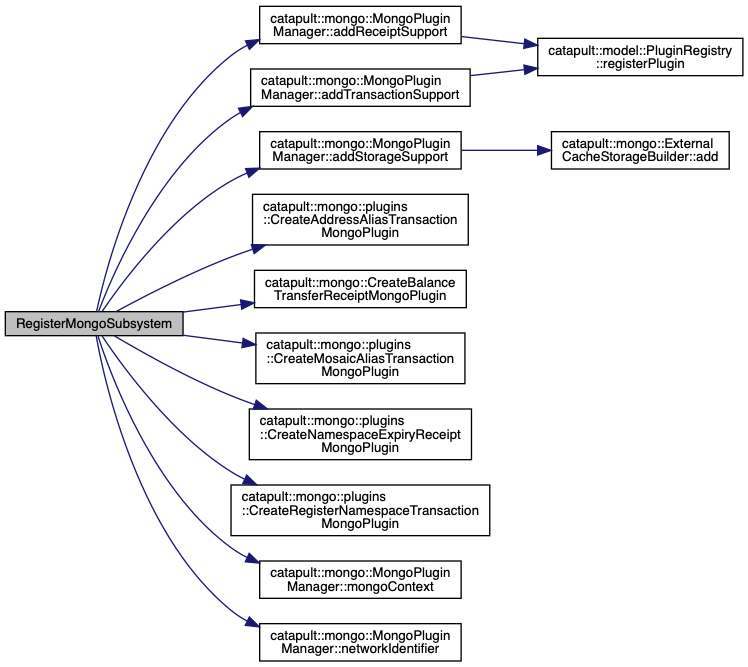 RegisterMongoSubsystem
catapult::mongo::MongoPlugin
Manager::addReceiptSupport
catapult::mongo::MongoPlugin
Manager::addTransactionSupport
catapult::mongo::MongoPlugin
Manager::addStorageSupport
catapult::mongo::plugins
::CreateAddressAliasTransaction
MongoPlugin
catapult::mongo::CreateBalance
TransferReceiptMongoPlugin
catapult::mongo::plugins
::CreateMosaicAliasTransaction
MongoPlugin
catapult::mongo::plugins
::CreateNamespaceExpiryReceipt
MongoPlugin
catapult::mongo::plugins
::CreateRegisterNamespaceTransaction
MongoPlugin
catapult::mongo::MongoPlugin
Manager::mongoContext
catapult::mongo::MongoPlugin
Manager::networkIdentifier
catapult::model::PluginRegistry
::registerPlugin
catapult::mongo::External
CacheStorageBuilder::add